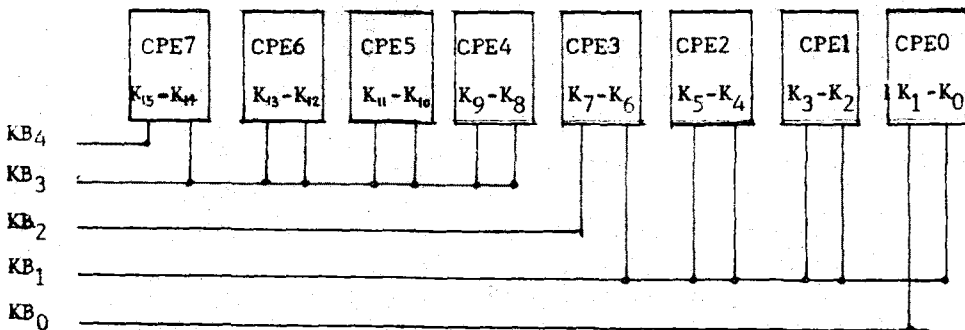 CPE7 CPE6 CPE5 CPE4 CPE3 CPE2 CPE1 CPE0
K₁₅-K₁₄ K₁₃-K₁₂ K₁₁-K₁₀ K₉-K₈ K₇-K₆ K₅-K₄ K₃-K₂ K₁-K₀
KB₄
KB₃
KB₂
KB₁
KB₀